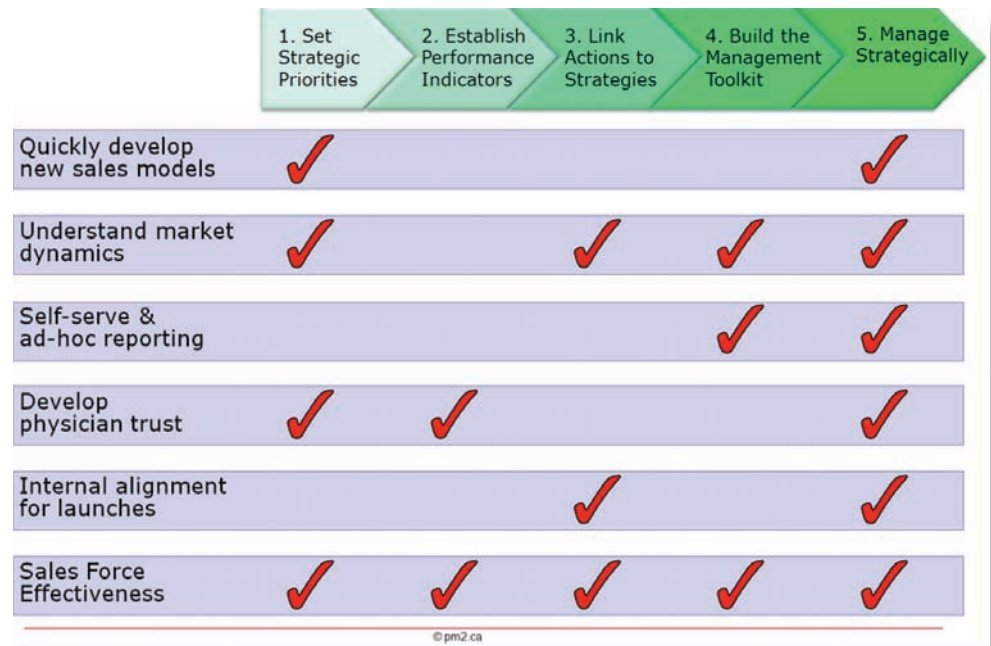 1. Set
Strategic
Priorities
2. Establish
Performance
Indicators
3. Link
Actions to
Strategies
4. Build the
Management
Toolkit
5. Manage
Strategically
Quickly develop
new sales models
Understand market
dynamics
Self-serve &
ad-hoc reporting
Develop
physician trust
Internal alignment
for launches
Sales Force
Effectiveness
©pm2.ca